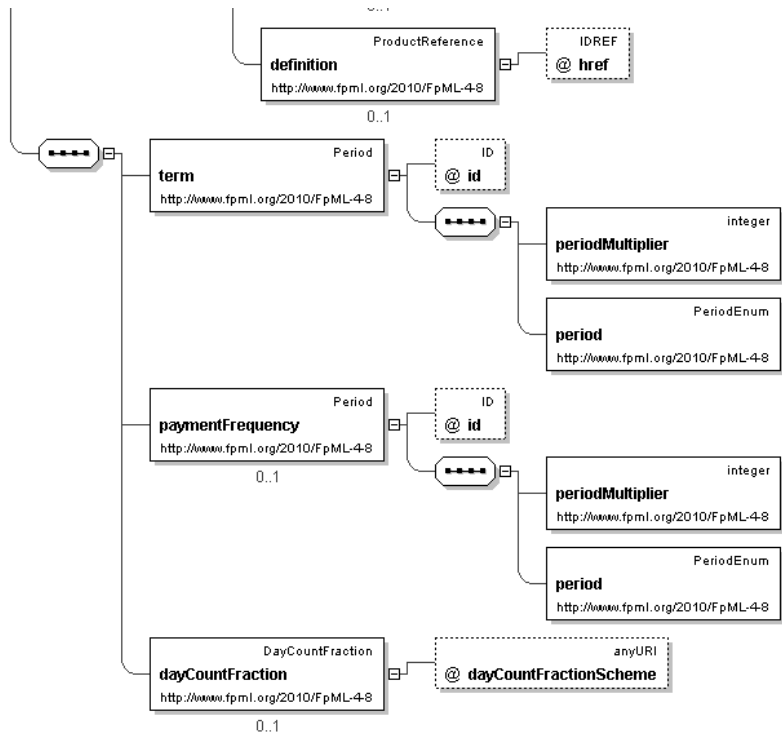 0..1
ProductReference
definition
http://www.fpml.org/2010/FpML-4-8
0..1
IDREF
@ href
Period
term
http://www.fpml.org/2010/FpML-4-8
ID
@ id
integer
periodMultiplier
http://www.fpml.org/2010/FpML-4-8
PeriodEnum
period
http://www.fpml.org/2010/FpML-4-8
Period
paymentFrequency
http://www.fpml.org/2010/FpML-4-8
0..1
ID
@ id
integer
periodMultiplier
http://www.fpml.org/2010/FpML-4-8
PeriodEnum
period
http://www.fpml.org/2010/FpML-4-8
DayCountFraction
dayCountFraction
http://www.fpml.org/2010/FpML-4-8
0..1
anyURI
@ dayCountFractionScheme